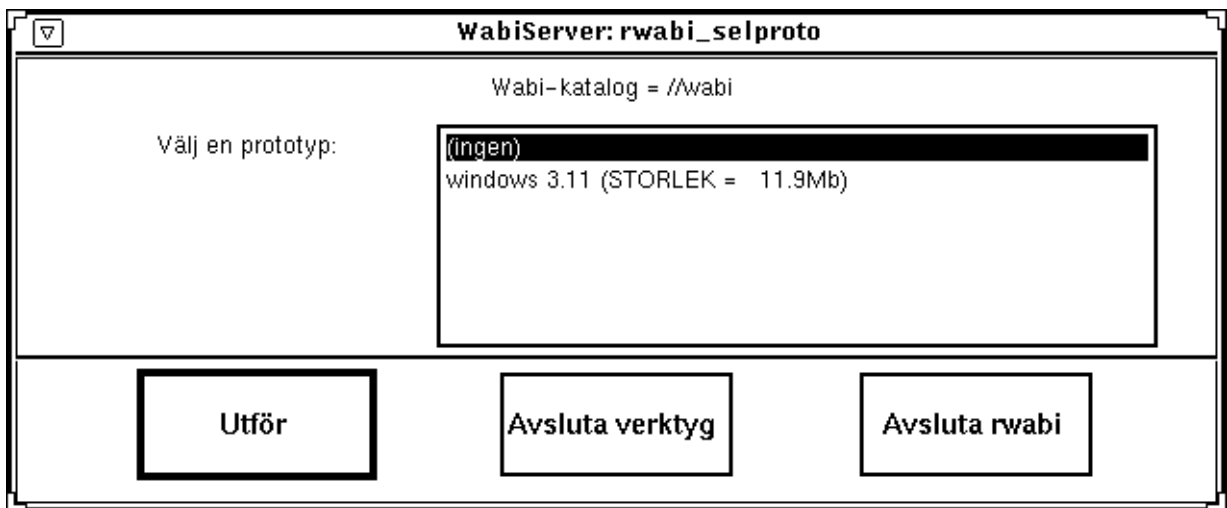 WabiServer: rwabi_selproto
Wabi-katalog = //wabi
Välj en prototyp:
(ingen)
windows 3.11 (STORLEK = 11.9Mb)
Utför
Avsluta verktyg
Avsluta rwabi